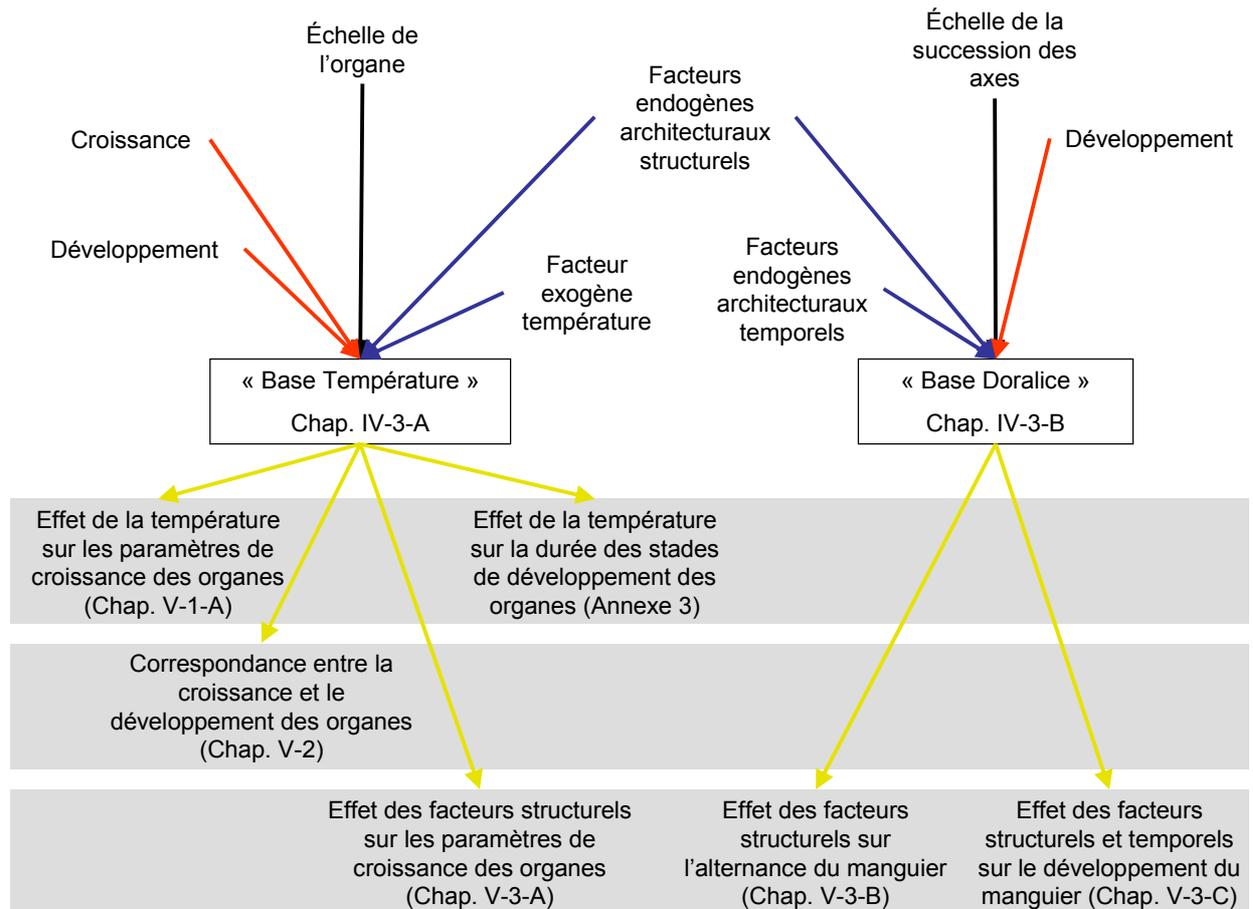 Échelle de
l’organe
Échelle de la
succession des
axes
Facteurs
endogènes
architecturaux
structurels
Croissance
Développement
Développement
Facteur
exogène
température
Facteurs
endogènes
architecturaux
temporels
« Base Température »
Chap. IV-3-A
« Base Doralice »
Chap. IV-3-B
Effet de la température
sur les paramètres de
croissance des organes
(Chap. V-1-A)
Effet de la température
sur la durée des stades
de développement des
organes (Annexe 3)
Correspondance entre la
croissance et le
développement des organes
(Chap. V-2)
Effet des facteurs structurels
sur les paramètres de
croissance des organes
(Chap. V-3-A)
Effet des facteurs
structurels sur
l’alternance du manguier
(Chap. V-3-B)
Effet des facteurs
structurels et temporels
sur le développement du
manguier (Chap. V-3-C)